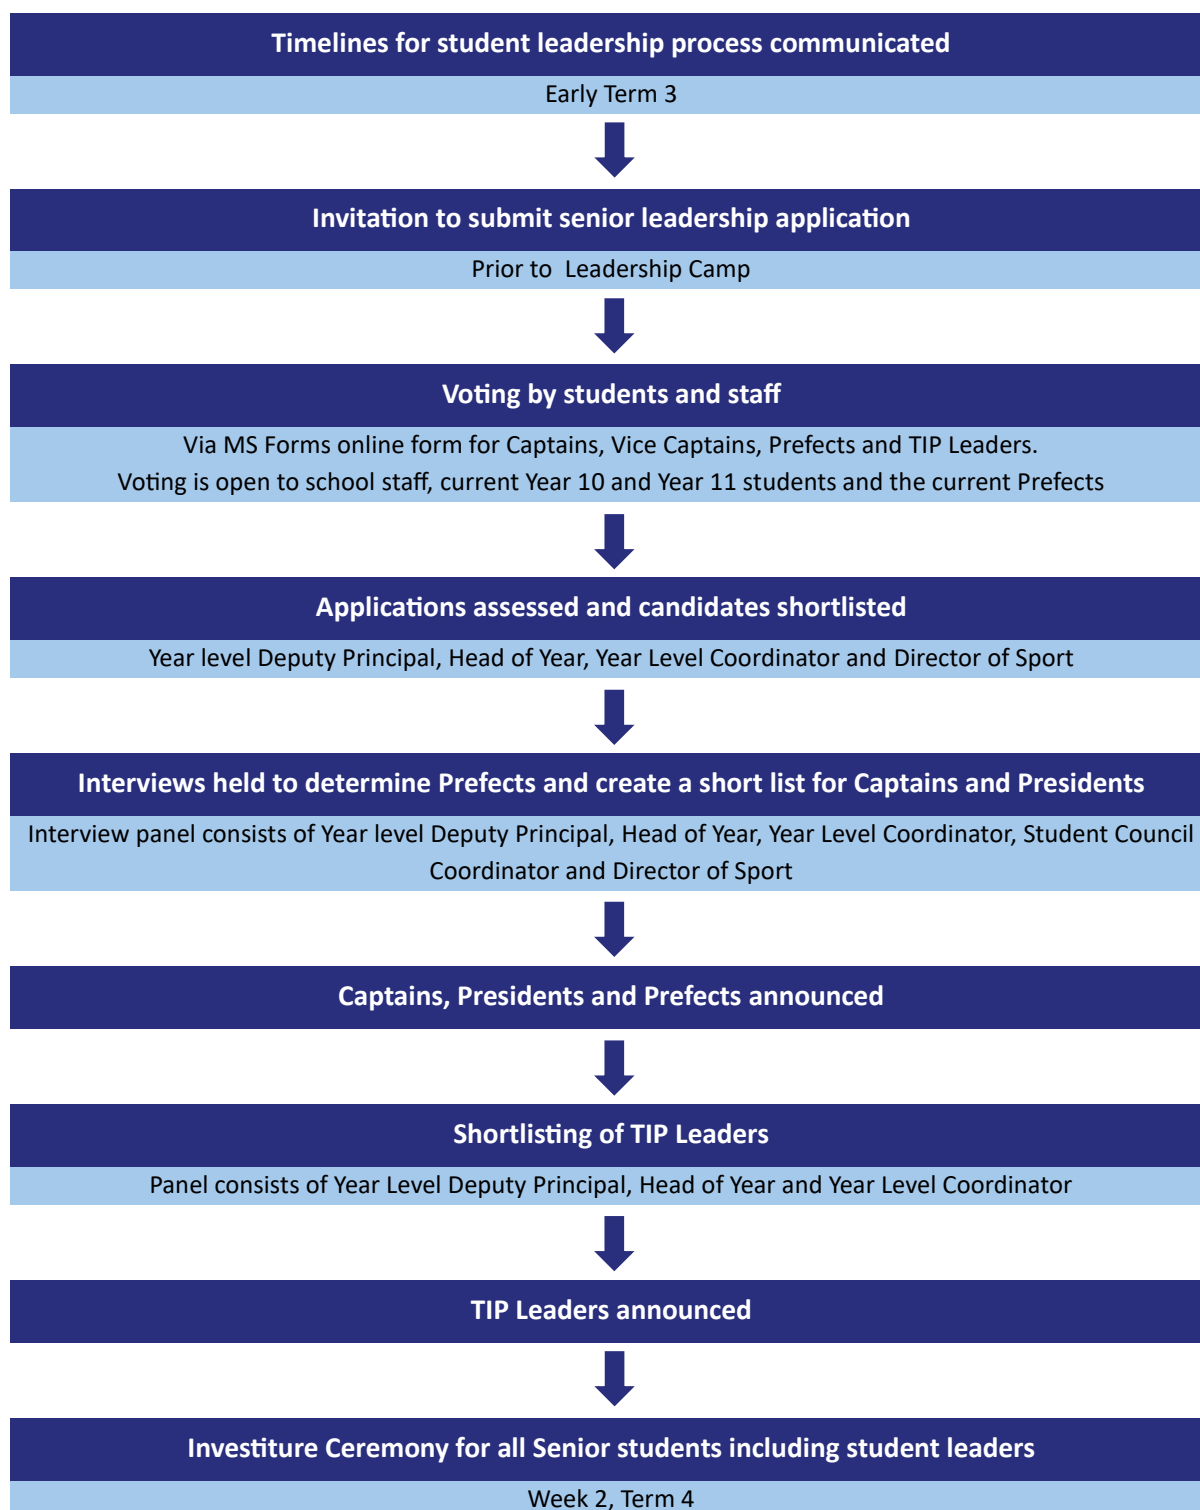 Timelines for student leadership process communicated
Early Term 3
Invitation to submit senior leadership application
Prior to  Leadership Camp
Voting by students and staff
Via MS Forms online form for Captains, Vice Captains, Prefects and TIP Leaders.
Voting is open to school staff, current Year 10 and Year 11 students and the current Prefects
Applications assessed and candidates shortlisted
Year level Deputy Principal, Head of Year, Year Level Coordinator and Director of Sport
Interviews held to determine Prefects and create a short list for Captains and Presidents
Interview panel consists of Year level Deputy Principal, Head of Year, Year Level Coordinator, Student Council
Coordinator and Director of Sport
Captains, Presidents and Prefects announced
Shortlisting of TIP Leaders
Panel consists of Year Level Deputy Principal, Head of Year and Year Level Coordinator
TIP Leaders announced
Investiture Ceremony for all Senior students including student leaders
Week 2, Term 4